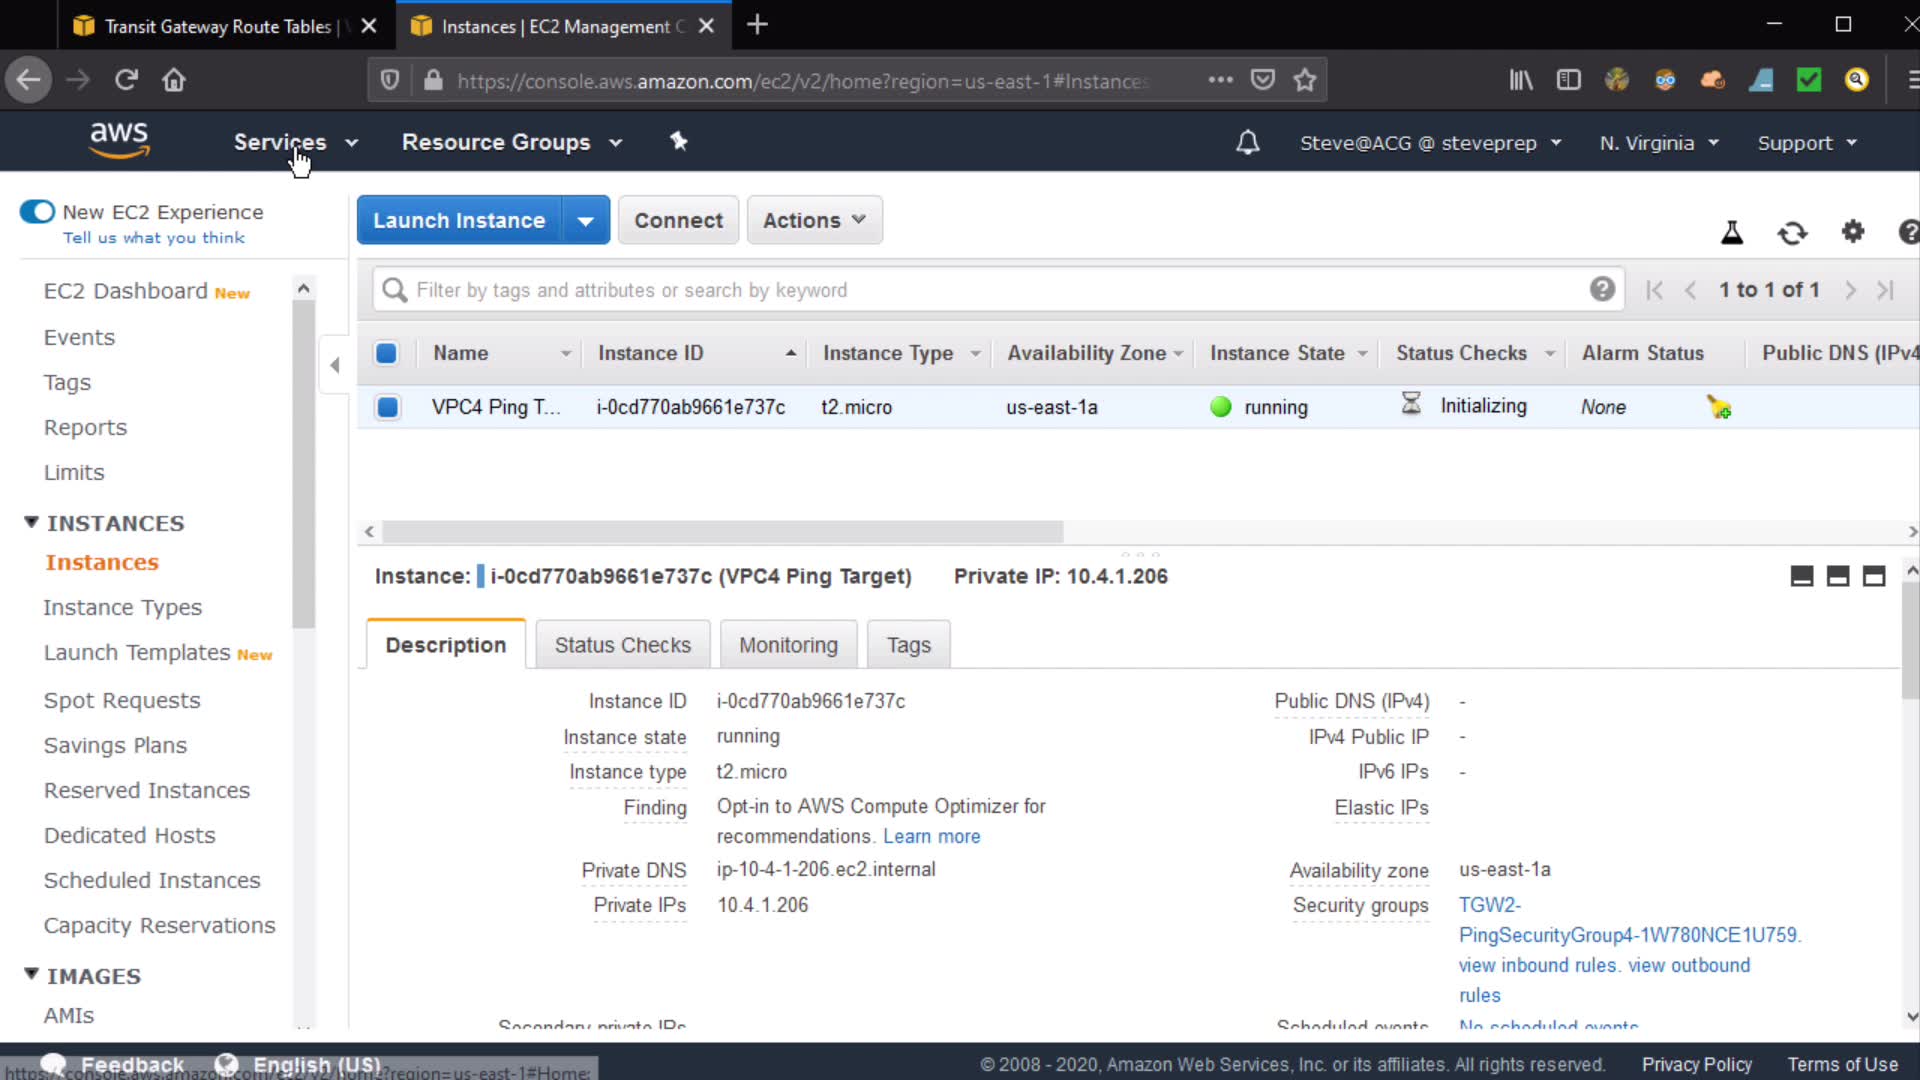 Transit Gateway Route Tables |
Instances | EC2 Management C
https://console.aws.amazon.com/ec2/v2/home?region=us-east-1#Instances
aws
Services
Resource Groups
Steve@ACG @ steveprep
N. Virginia
Support
New EC2 Experience
Tell us what you think
Launch Instance
Connect
Actions
EC2 Dashboard New
Events
Tags
Reports
Limits
INSTANCES
Instances
Instance Types
Launch Templates New
Spot Requests
Savings Plans
Reserved Instances
Dedicated Hosts
Scheduled Instances
Capacity Reservations
IMAGES
AMIs
Filter by tags and attributes or search by keyword
1 to 1 of 1
Name
Instance ID
Instance Type
Availability Zone
Instance State
Status Checks
Alarm Status
Public DNS (IPv4
VPC4 Ping T...
i-0cd770ab9661e737c
t2.micro
us-east-1a
running
Initializing
None
Instance: i-0cd770ab9661e737c (VPC4 Ping Target) Private IP: 10.4.1.206
Description
Status Checks
Monitoring
Tags
Instance ID i-0cd770ab9661e737c
Instance state running
Instance type t2.micro
Finding Opt-in to AWS Compute Optimizer for
recommendations. Learn more
Private DNS ip-10-4-1-206.ec2.internal
Private IPs 10.4.1.206
Secondary private IPs
Public DNS (IPv4) -
IPv4 Public IP -
IPv6 IPs -
Elastic IPs
Availability zone us-east-1a
Security groups TGW2-
PingSecurityGroup4-1W780NCE1U759.
view inbound rules. view outbound
rules
Scheduled events No scheduled events
Feedback
English (US)
https://console.aws.amazon.com/ec2/v2/home?region=us-east-1#Home:
© 2008 - 2020, Amazon Web Services, Inc. or its affiliates. All rights reserved.
Privacy Policy
Terms of Use